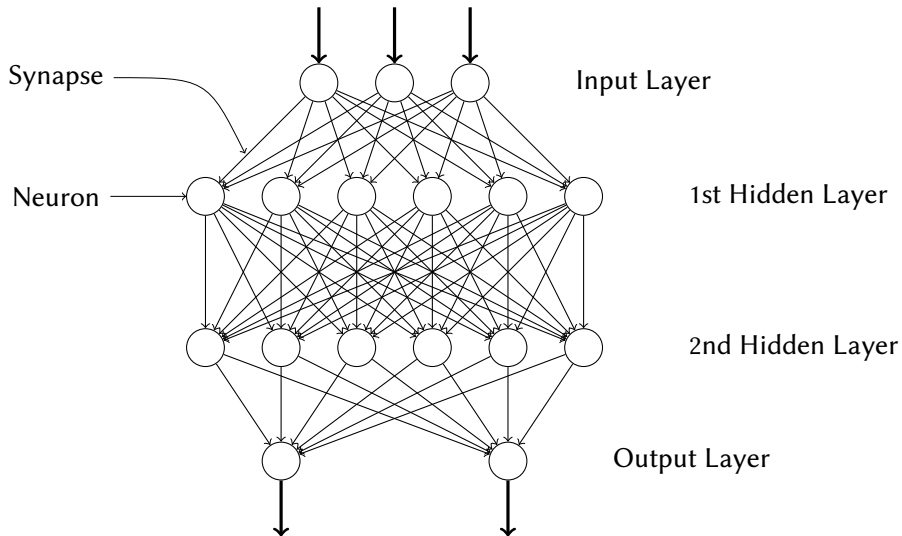 Synapse
Input Layer
Neuron
1st Hidden Layer
2nd Hidden Layer
Output Layer